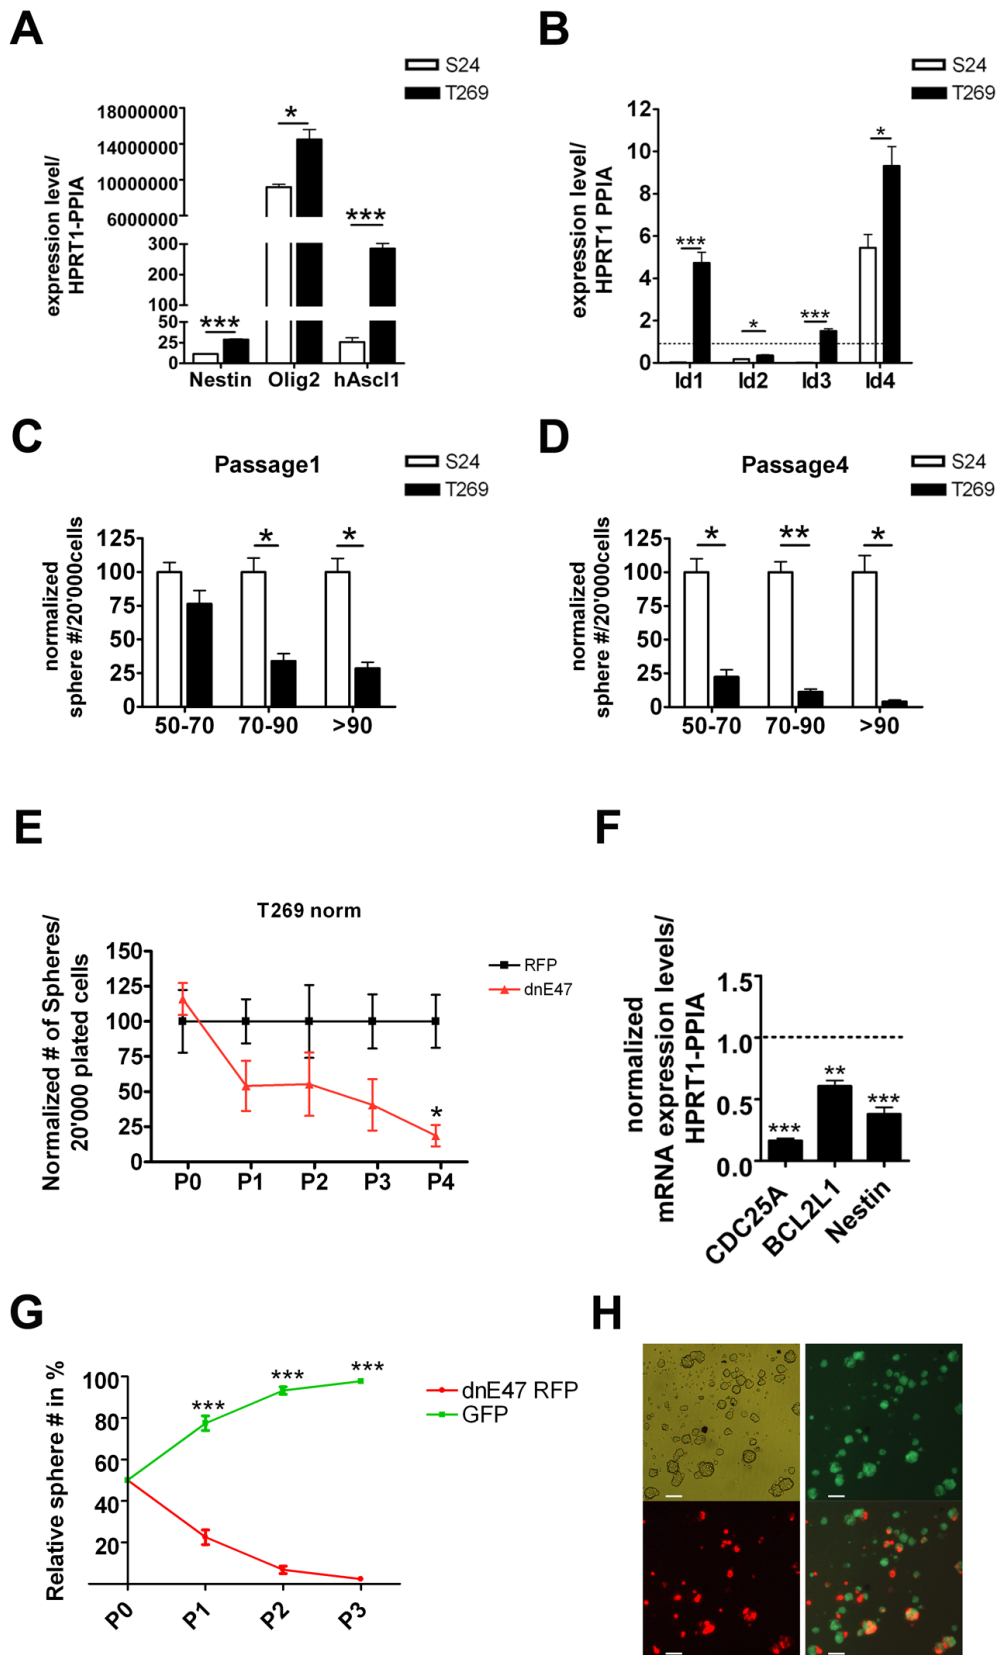 A
S24
T269
expression level/
HPRT1-PPIA
18000000
14000000
10000000
6000000
300
200
100
50
25
0
*
***
***
Nestin Olig2 hAscl1
B
S24
T269
expression level/
HPRT1 PPIA
12
10
8
6
4
2
0
***
*
***
*
Id1 Id2 Id3 Id4
C
Passage1
S24
T269
normalized
sphere #/20'000cells
125
100
75
50
25
0
* *
50-70 70-90 >90
D
Passage4
S24
T269
normalized
sphere #/20'000cells
125
100
75
50
25
0
* ** *
50-70 70-90 >90
E
T269 norm
Normalized # of Spheres/
20'000 plated cells
150
125
100
75
50
25
0
RFP
dnE47
*
P0 P1 P2 P3 P4
F
normalized
mRNA expression levels/
HPRT1-PPIA
1.5
1.0
0.5
0.0
*** ** ***
CDC25A
BCL2L1
Nestin
G
Relative sphere # in %
100
80
60
40
20
*** *** ***
dnE47 RFP
GFP
P0 P1 P2 P3
H